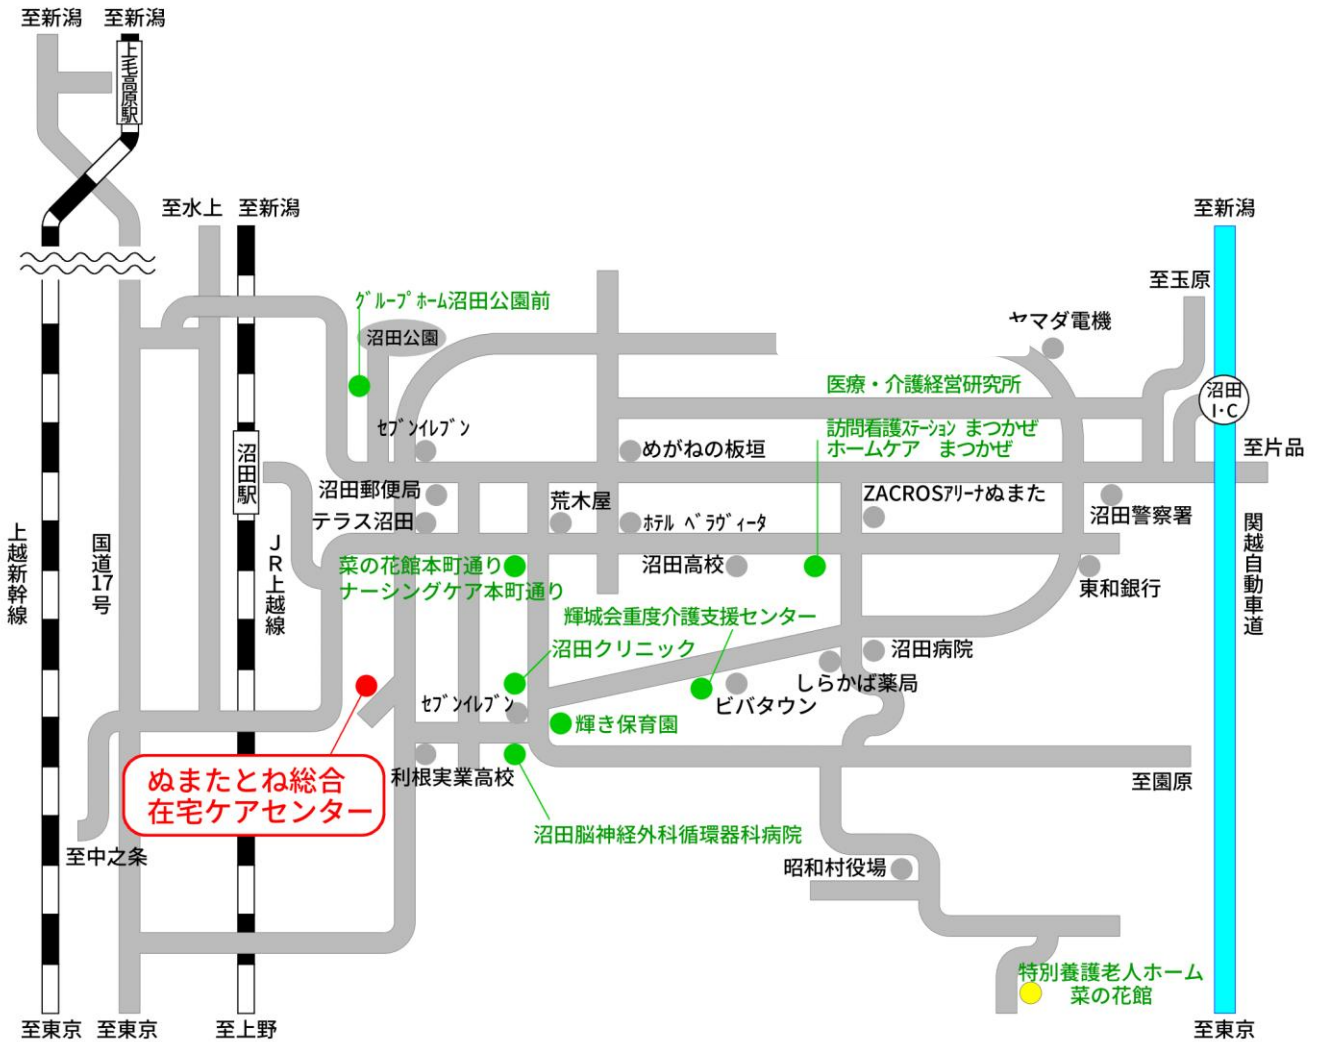 至新潟
至新潟
上毛高原駅
至水上
至新潟
至新潟
至玉原
ｸﾞﾙｰﾌﾟﾎｰﾑ沼田公園前
沼田公園
ヤマダ電機
医療・介護経営研究所
沼田
I・C
ｾﾌﾞﾝｲﾚﾌﾞﾝ
訪問看護ｽﾃｰｼｮﾝ まつかぜ
ホームケア　まつかぜ
めがねの板垣
至片品
沼田駅
沼田郵便局
荒木屋
ZACROSｱﾘｰﾅぬまた
テラス沼田
ﾎﾃﾙ ﾍﾞﾗｳﾞｨｰﾀ
沼田警察署
上越新幹線
国道17号
ＪＲ上越線
関越自動車道
菜の花館本町通り
ナーシングケア本町通り
沼田高校
東和銀行
輝城会重度介護支援センター
沼田クリニック
沼田病院
しらかば薬局
ｾﾌﾞﾝｲﾚﾌﾞﾝ
ビバタウン
輝き保育園
ぬまたとね総合
在宅ケアセンター
利根実業高校
至園原
沼田脳神経外科循環器科病院
至中之条
昭和村役場
特別養護老人ホーム
菜の花館
至東京
至東京
至上野
至東京